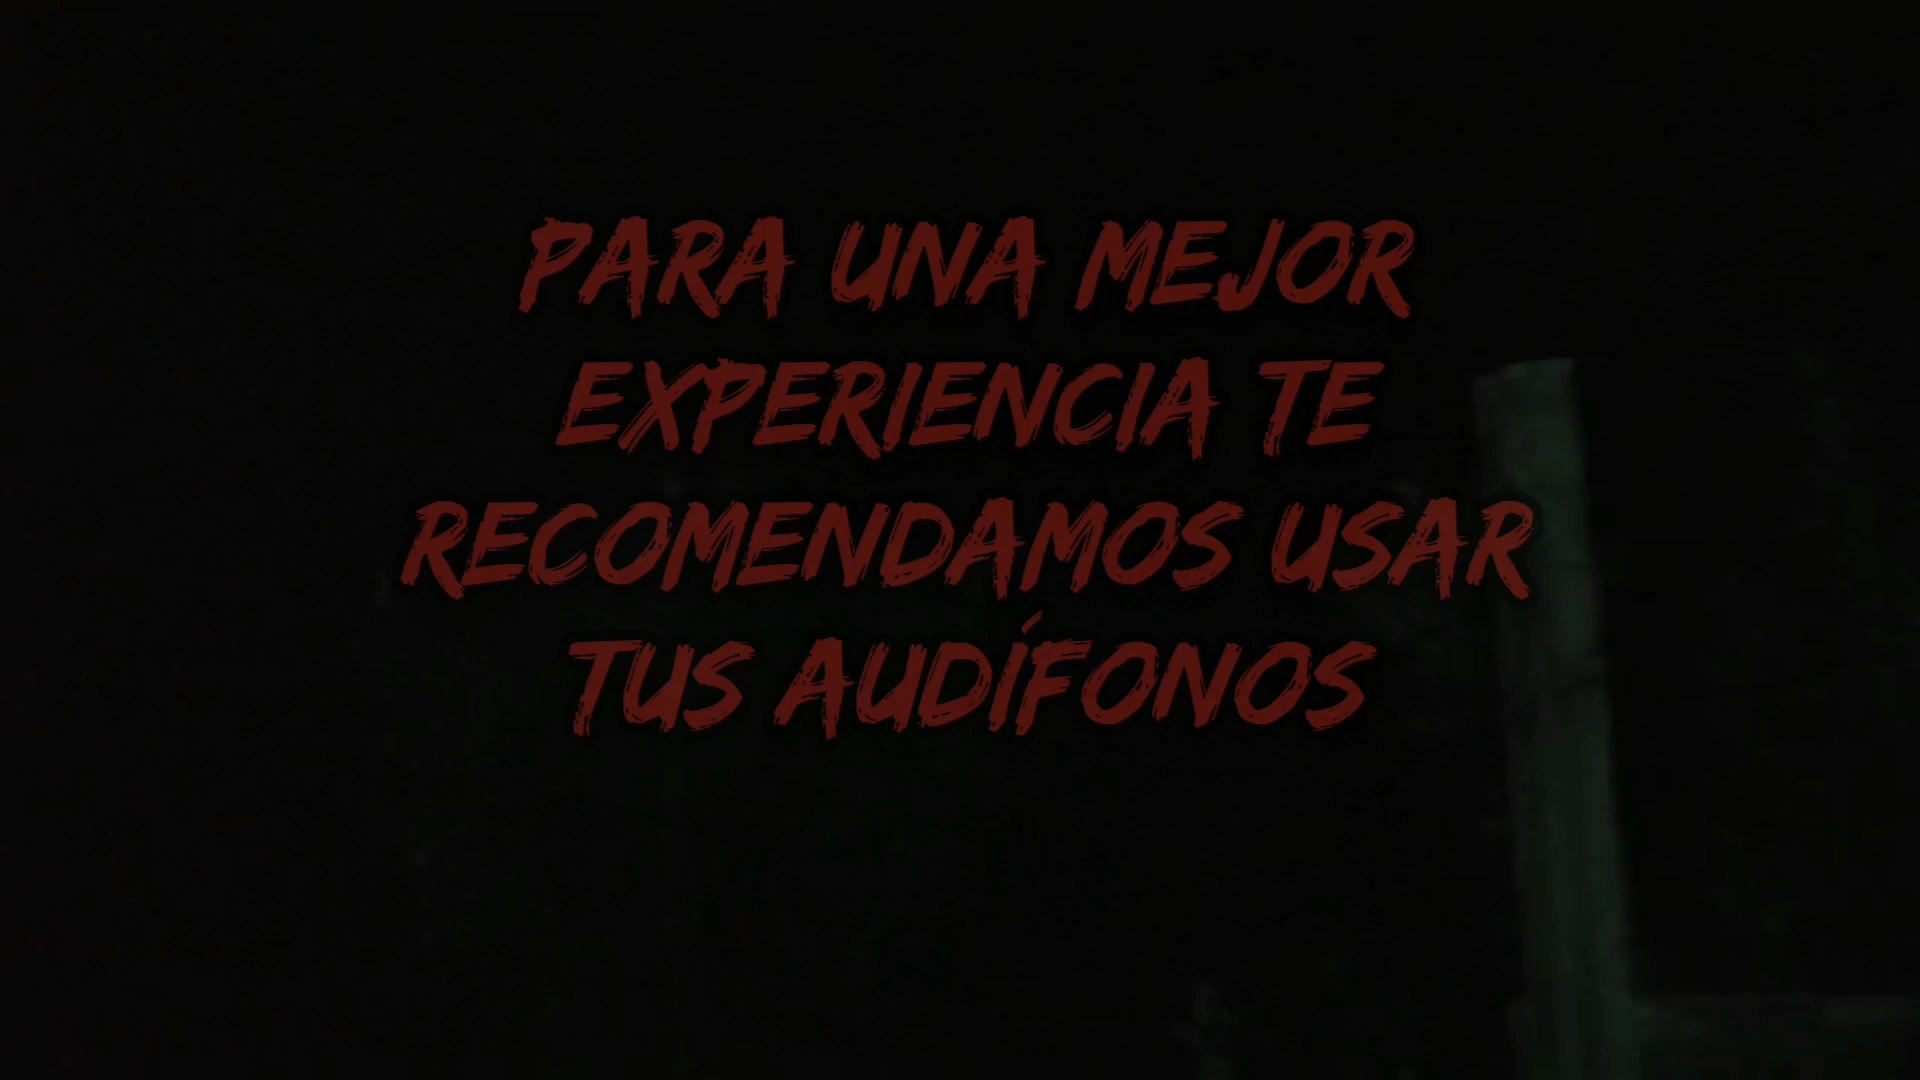 PARA UNA MEJOR
EXPERIENCIA TE
RECOMENDAMOS USAR
TUS AUDÍFONOS